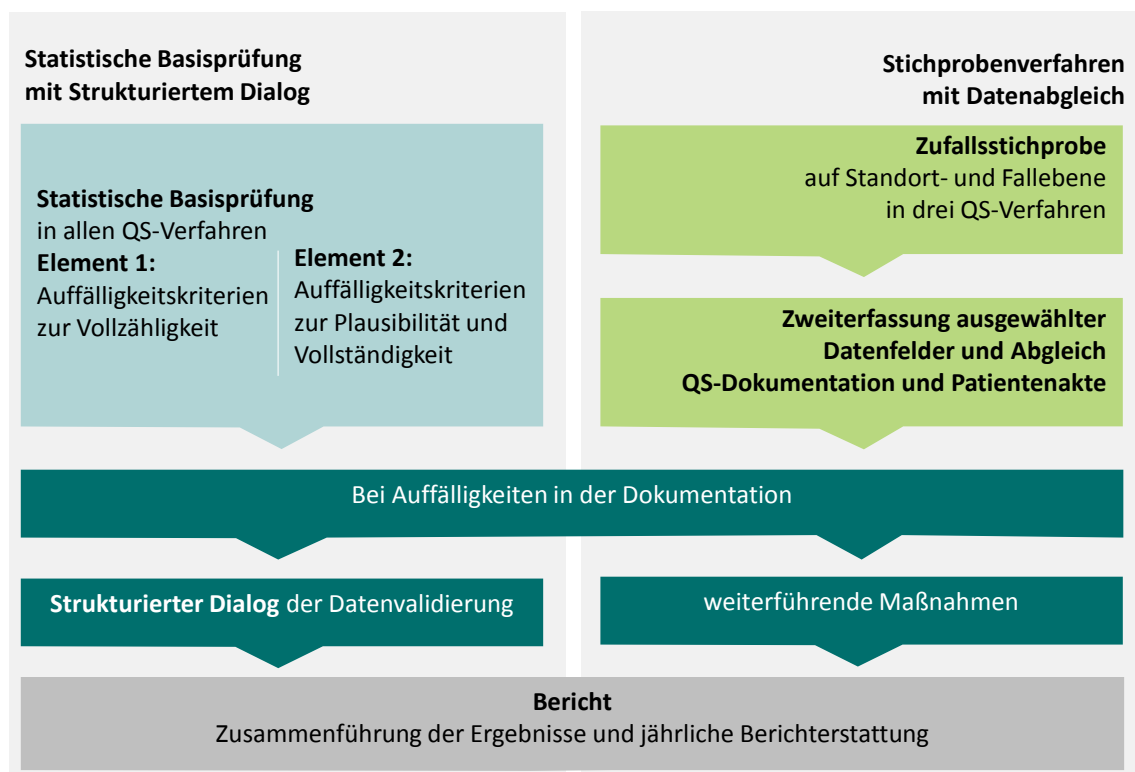 Statistische Basisprüfung
mit Strukturiertem Dialog
Statistische Basisprüfung
in allen QS-Verfahren
Element 1:
Auffälligkeitskriterien
zur Vollzähligkeit
Element 2:
Auffälligkeitskriterien
zur Plausibilität und
Vollständigkeit
Stichprobenverfahren
mit Datenabgleich
Zufallsstichprobe
auf Standort- und Fallebene
in drei QS-Verfahren
Zweiterfassung ausgewählter
Datenfelder und Abgleich
QS-Dokumentation und Patientenakte
Bei Auffälligkeiten in der Dokumentation
Strukturierter Dialog der Datenvalidierung
weiterführende Maßnahmen
Bericht
Zusammenführung der Ergebnisse und jährliche Berichterstattung